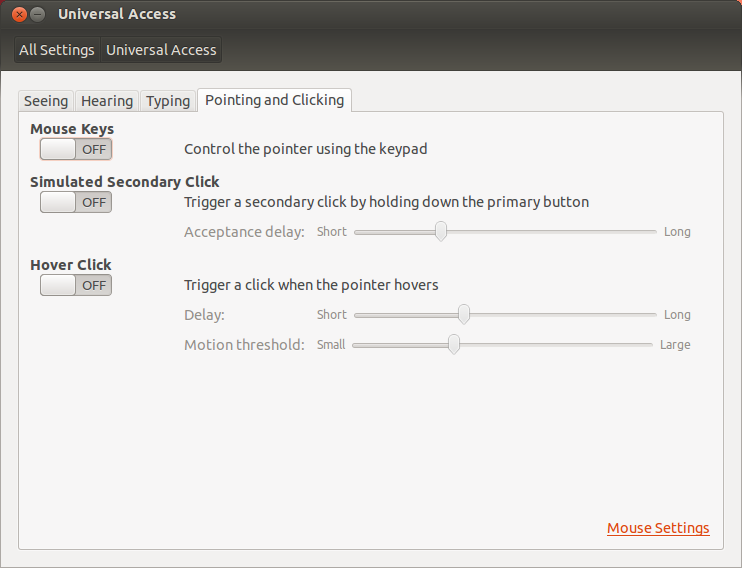 Universal Access
All Settings Universal Access
Seeing Hearing Typing Pointing and Clicking
Mouse Keys
OFF Control the pointer using the keypad
Simulated Secondary Click
OFF Trigger a secondary click by holding down the primary button
Acceptance delay: Short Long
Hover Click
OFF Trigger a click when the pointer hovers
Delay: Short Long
Motion threshold: Small Large
Mouse Settings